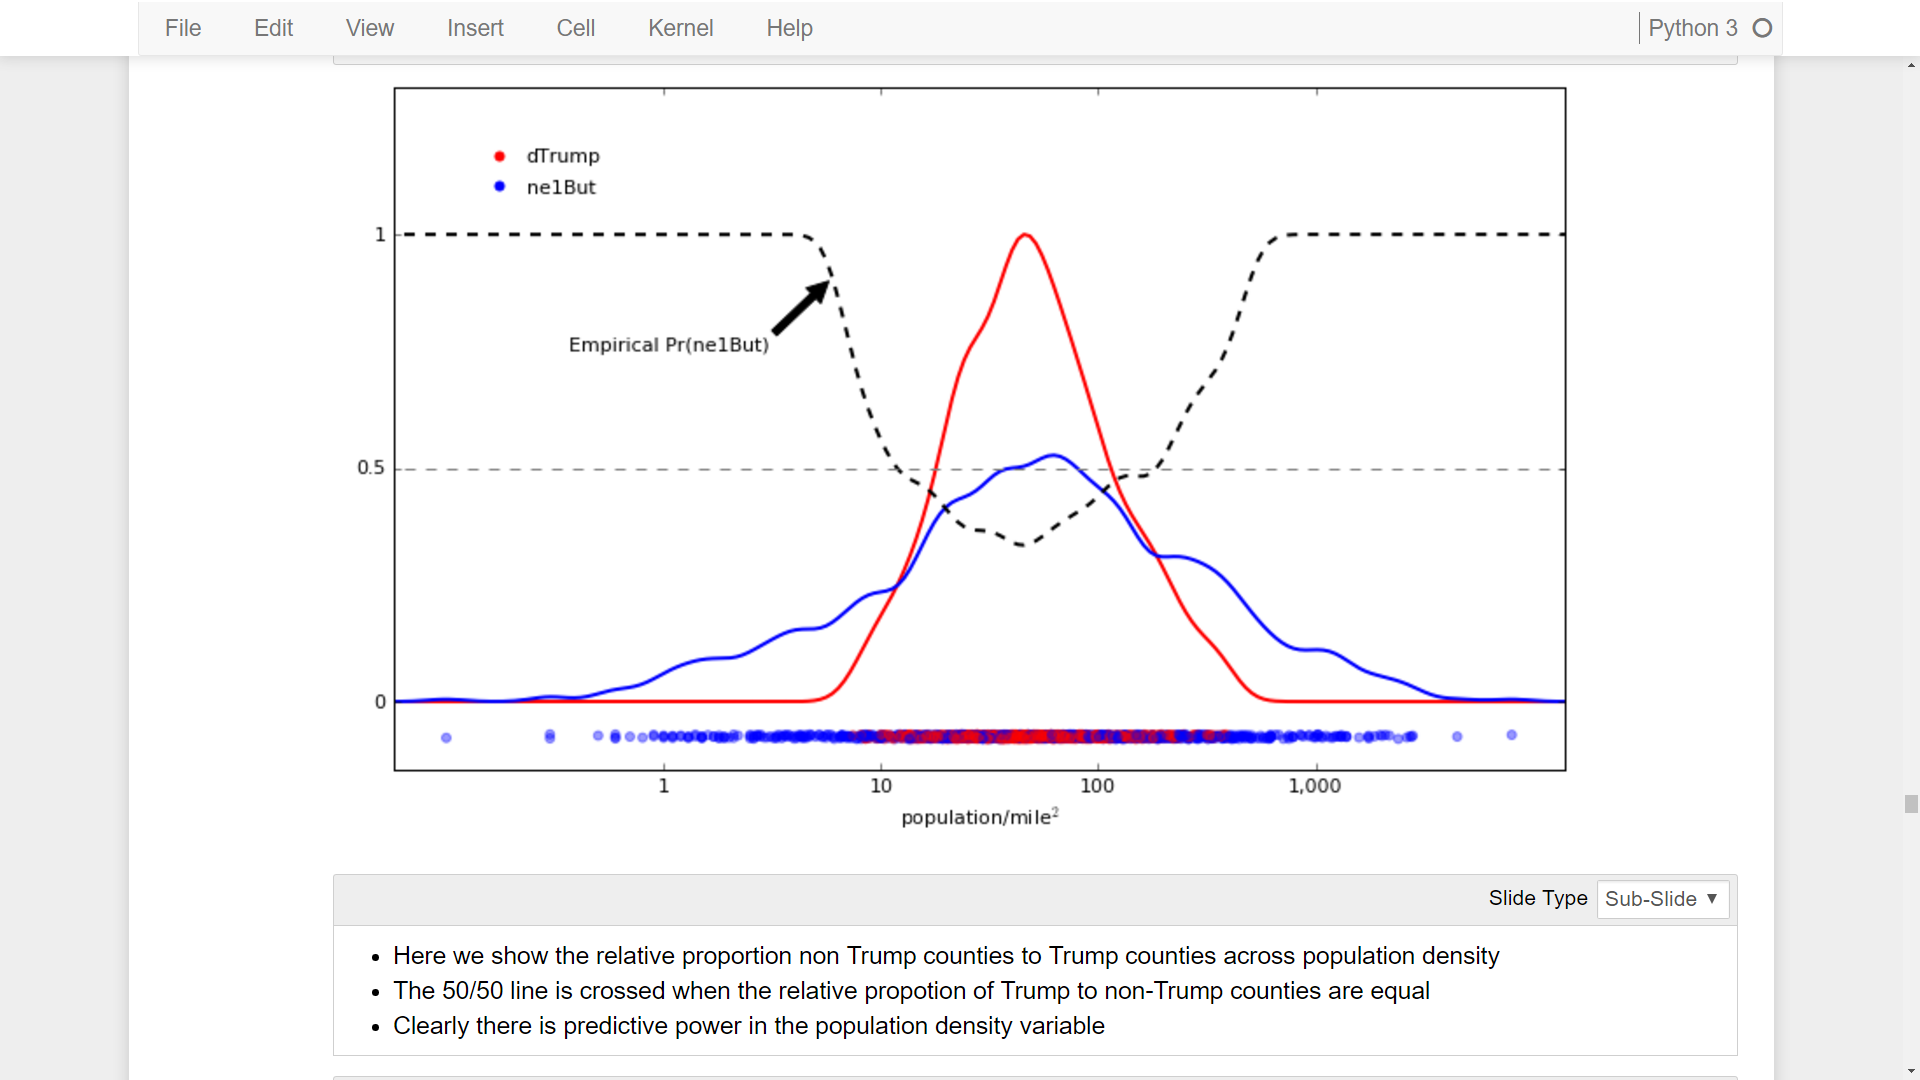 File Edit View Insert Cell Kernel Help Python 3
dTrump
ne1But
1
Empirical Pr(ne1But)
0.5
0
1 10 100 1,000
population/mile²
Slide Type Sub-Slide
Here we show the relative proportion non Trump counties to Trump counties across population density
The 50/50 line is crossed when the relative propotion of Trump to non-Trump counties are equal
Clearly there is predictive power in the population density variable